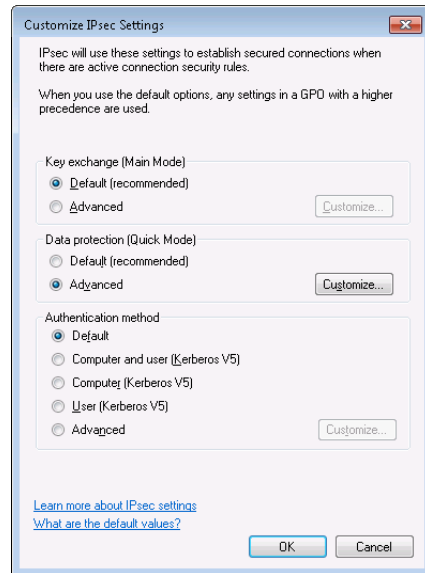 Customize IPsec Settings
IPsec will use these settings to establish secured connections when
there are active connection security rules.
When you use the default options, any settings in a GPO with a higher
precedence are used.
Key exchange (Main Mode)
Default (recommended)
Advanced
Customize...
Data protection (Quick Mode)
Default (recommended)
Advanced
Customize...
Authentication method
Default
Computer and user (Kerberos V5)
Computer (Kerberos V5)
User (Kerberos V5)
Advanced
Customize...
Learn more about IPsec settings
What are the default values?
OK
Cancel